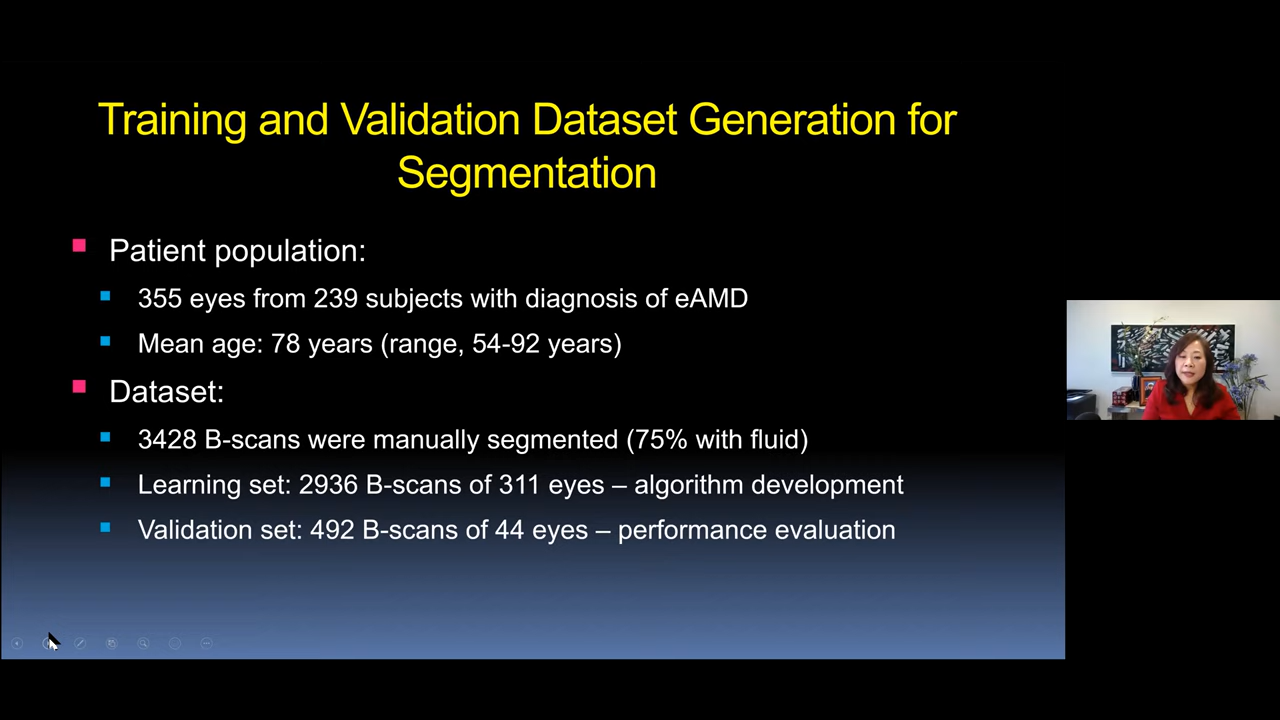 Training and Validation Dataset Generation for
Segmentation
Patient population:
355 eyes from 239 subjects with diagnosis of eAMD
Mean age: 78 years (range, 54-92 years)
Dataset:
3428 B-scans were manually segmented (75% with fluid)
Learning set: 2936 B-scans of 311 eyes – algorithm development
Validation set: 492 B-scans of 44 eyes – performance evaluation